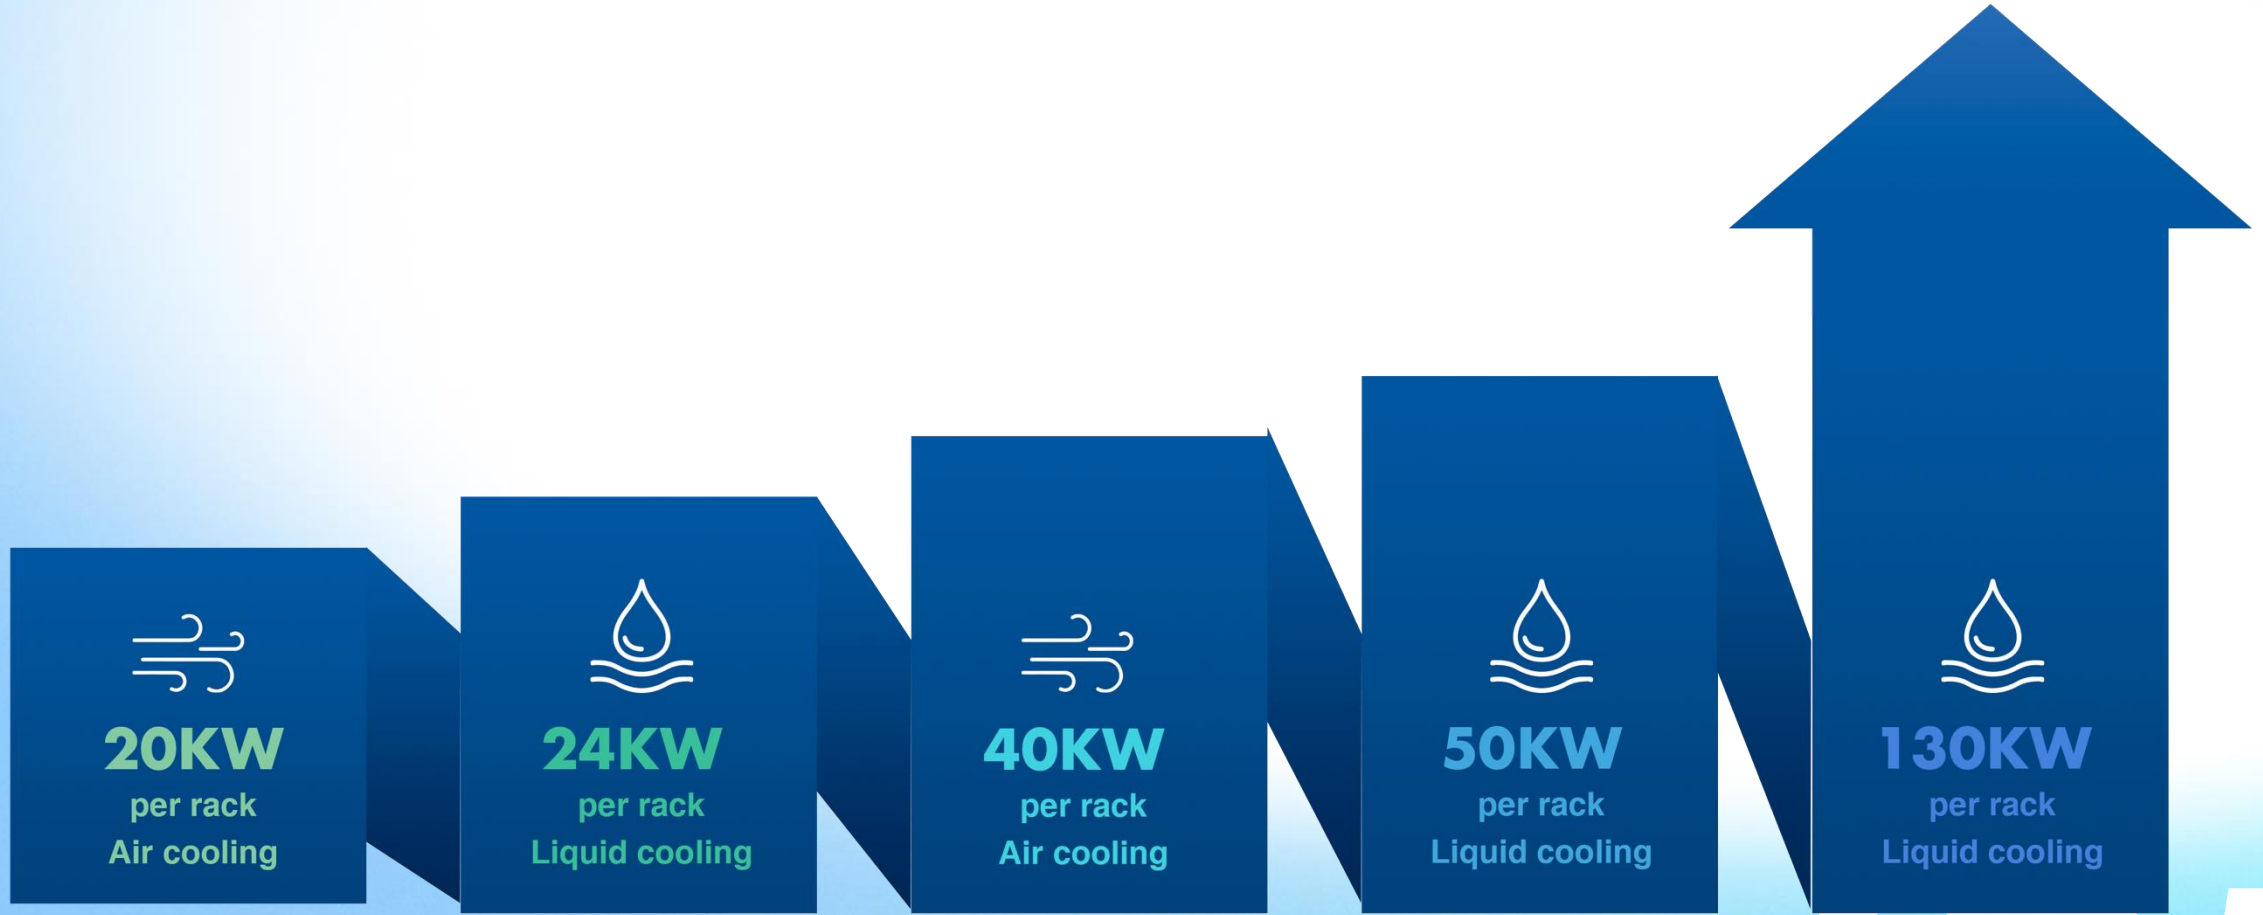 20KW
per rack
Air cooling
24KW
per rack
Liquid cooling
40KW
per rack
Air cooling
50KW
per rack
Liquid cooling
130KW
per rack
Liquid cooling